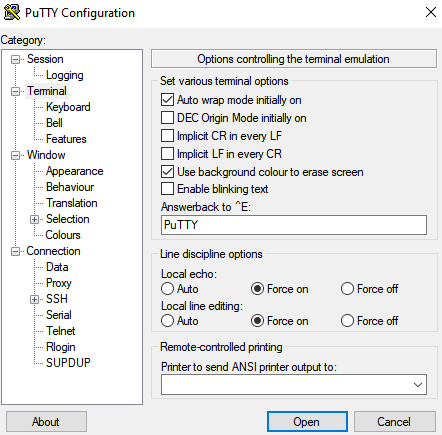 PuTTY Configuration
Category:
Session
Logging
Terminal
Keyboard
Bell
Features
Window
Appearance
Behaviour
Translation
Selection
Colours
Connection
Data
Proxy
SSH
Serial
Telnet
Rlogin
SUPDUP
Options controlling the terminal emulation
Set various terminal options
Auto wrap mode initially on
DEC Origin Mode initially on
Implicit CR in every LF
Implicit LF in every CR
Use background colour to erase screen
Enable blinking text
Answerback to ^E:
PuTTY
Line discipline options
Local echo:
Auto Force on Force off
Local line editing:
Auto Force on Force off
Remote-controlled printing
Printer to send ANSI printer output to:
About Open Cancel